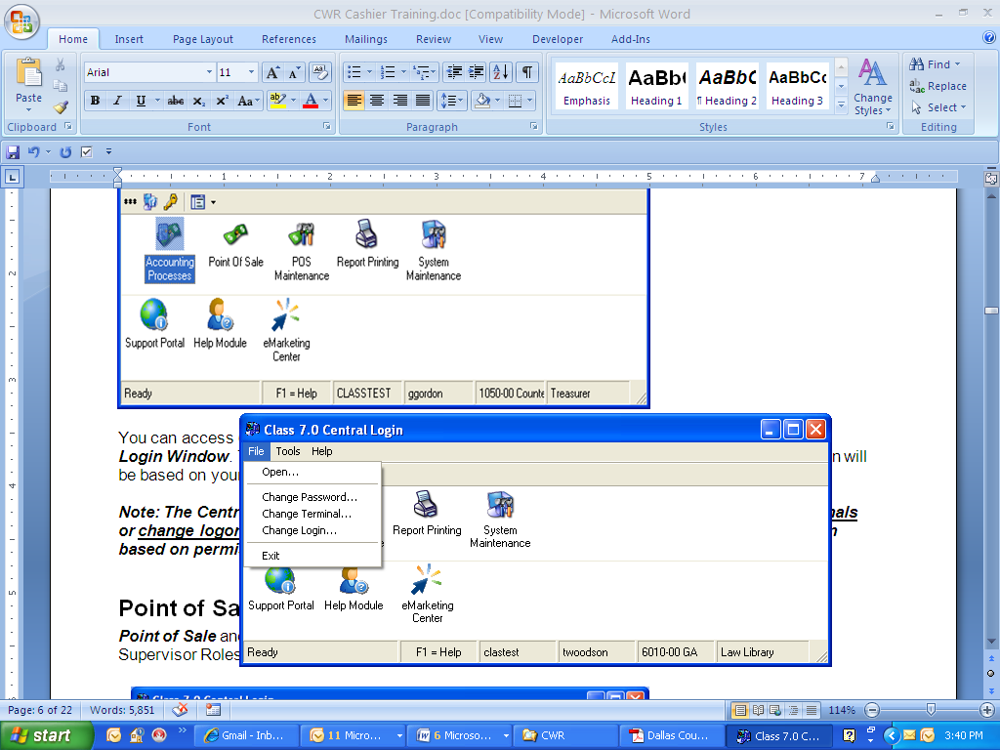 CWR Cashier Training.doc [Compatibility Mode] - Microsoft Word
Home Insert Page Layout References Mailings Review View Developer Add-Ins
Arial 11
Paste
B I U abc x₂ x² Aa ab A
AaBbCcL AaBb( AaBbC AaBbCc
Emphasis Heading 1 ¶ Heading 2 Heading 3
Change
Styles
Find
Replace
Select
Clipboard Font Paragraph Styles Editing
1 2 3 4 5 6 7
2
3
4
5
Accounting
Processes
Point Of Sale
POS
Maintenance
Report Printing
System
Maintenance
Support Portal
Help Module
eMarketing
Center
Ready F1 = Help CLASSTEST ggordon 1050-00 Counte Treasurer
You can access
Login Window. will
be based on your
Note: The Centr nals
or change logon
based on permi
Class 7.0 Central Login
File Tools Help
Open...
Change Password...
Change Terminal...
Change Login...
Exit
Report Printing
System
Maintenance
Support Portal
Help Module
eMarketing
Center
Ready F1 = Help clastest twoodson 6010-00 GA Law Library
Point of Sa
Point of Sale and
Supervisor Roles
Class 7.0 Central Login
Page: 6 of 22 Words: 5,851 114%
start Gmail - Inb... 11 Micro... 6 Microso... CWR Dallas Cou... Class 7.0 C... 3:40 PM